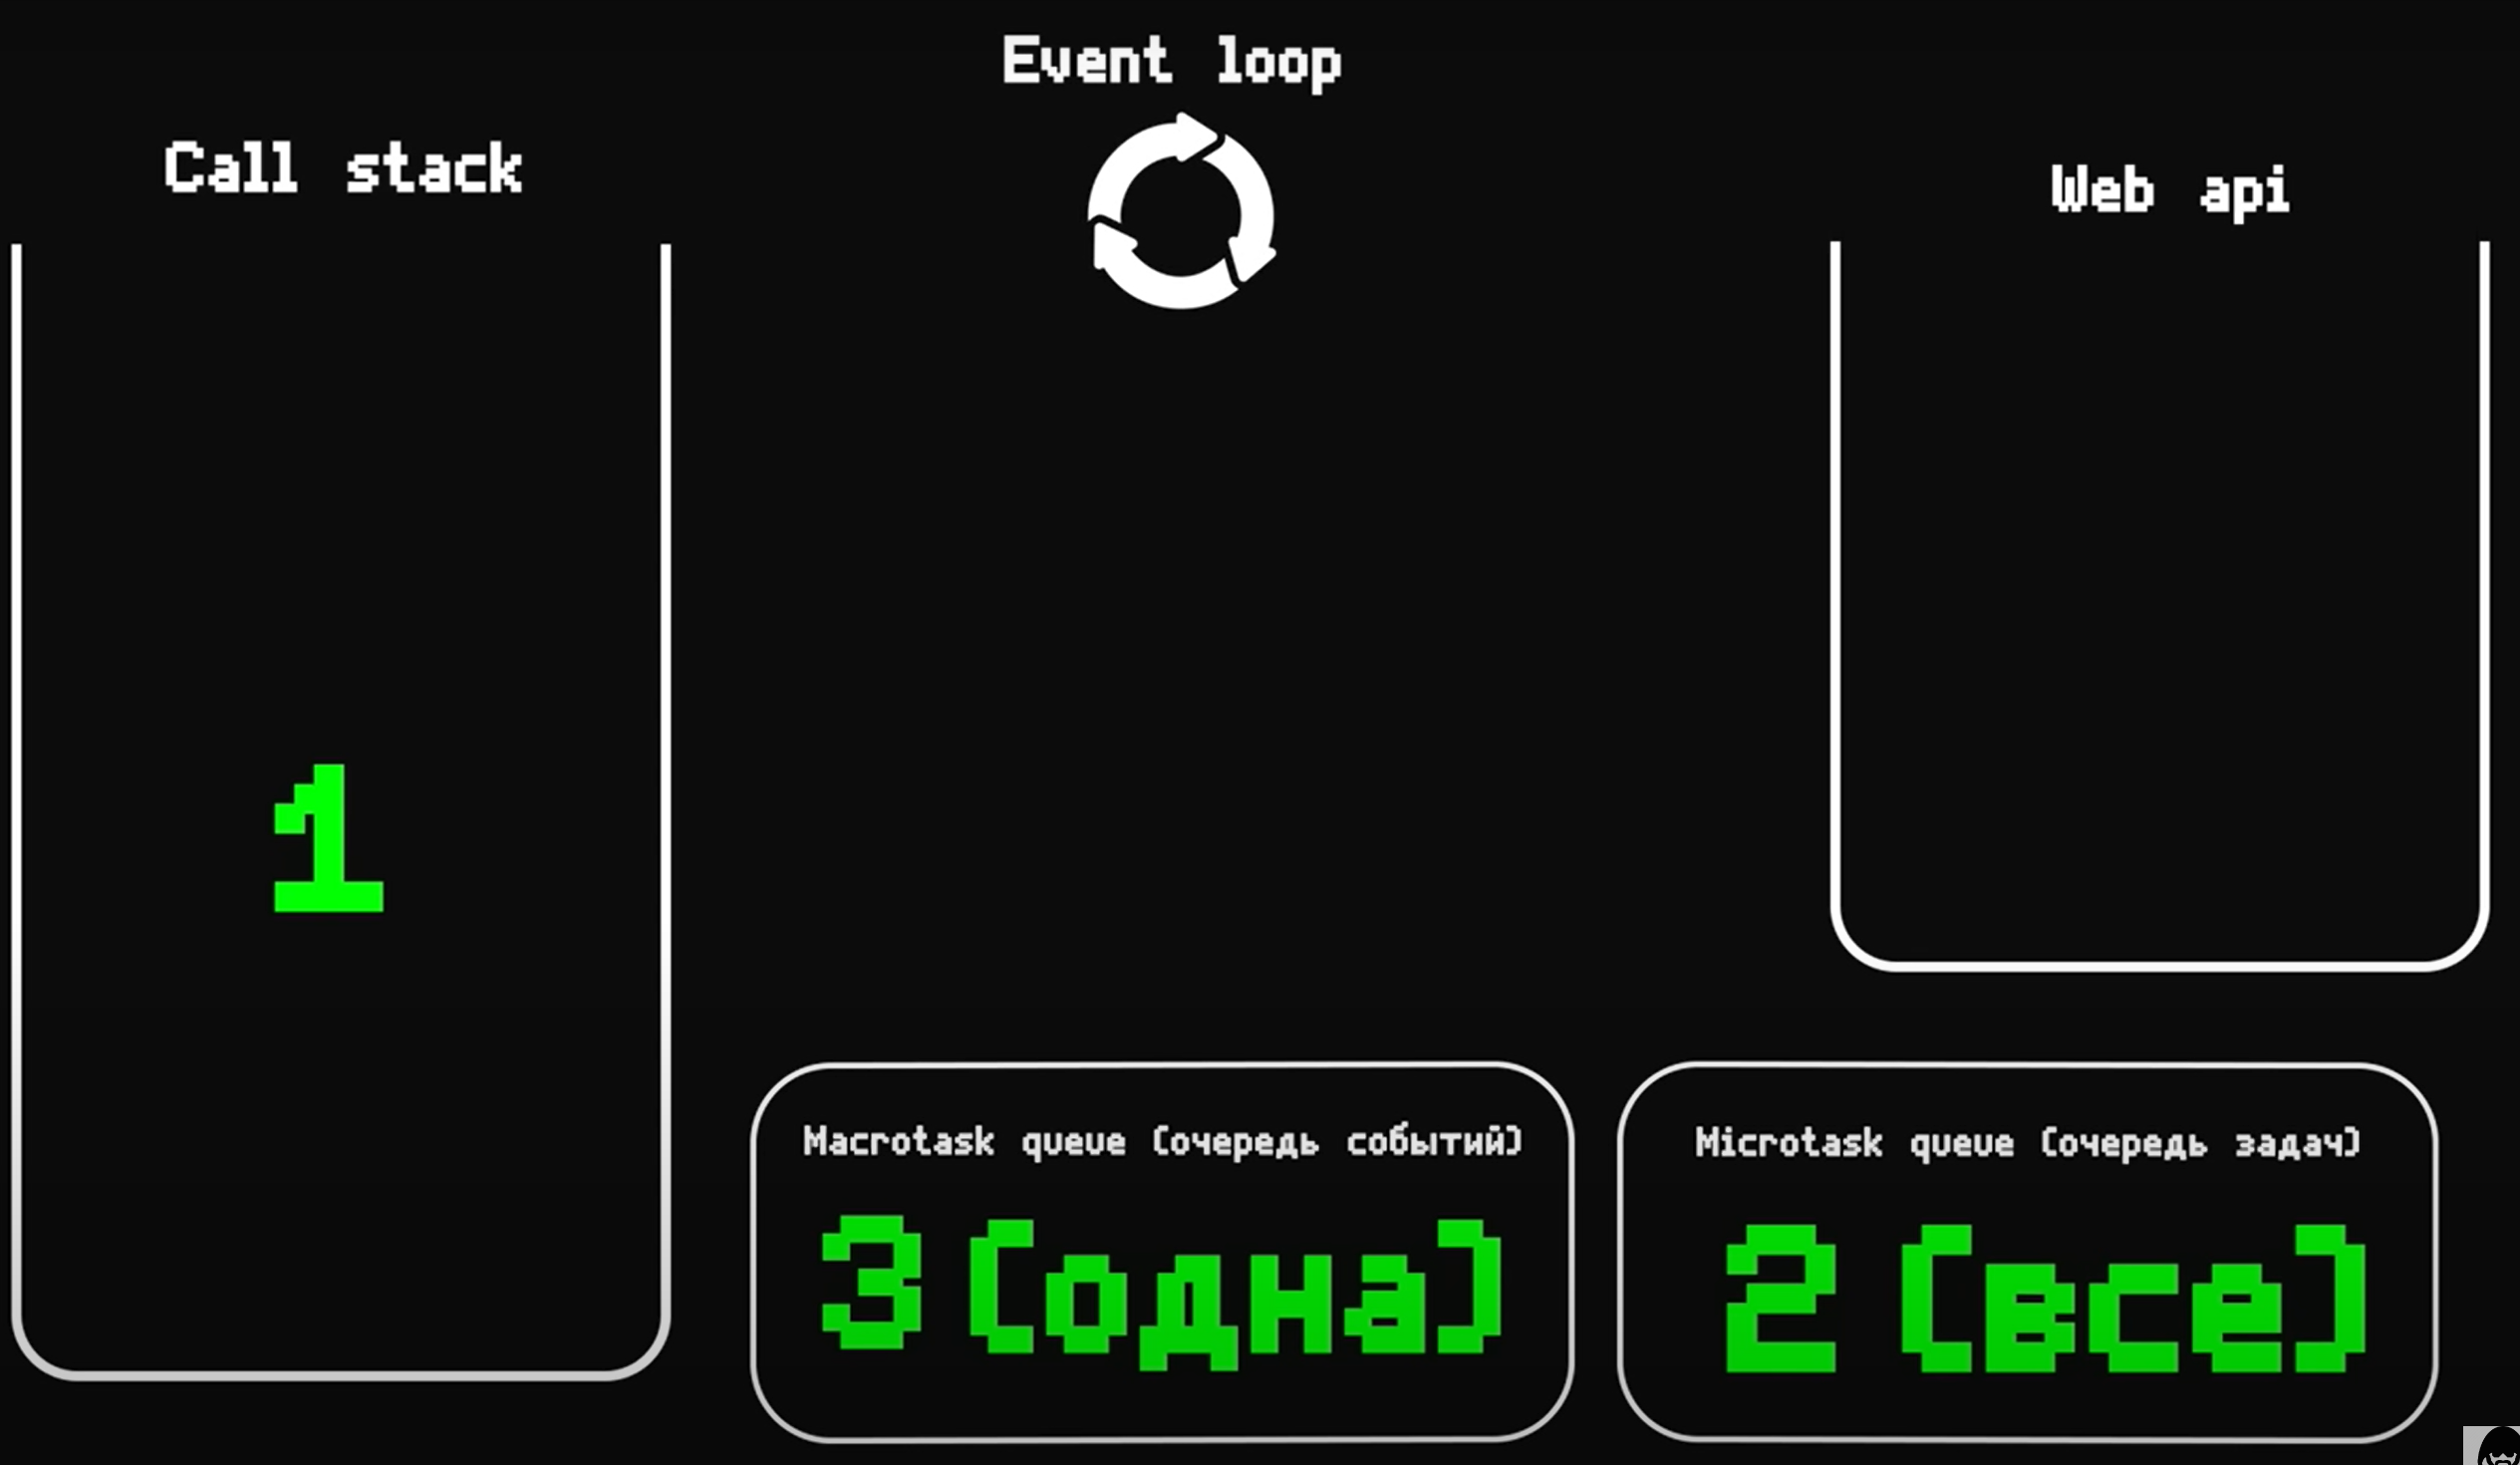 Event loop
Call stack
Web api
1
Macrotask queue (очередь событий)
3 (одна)
Microtask queue (очередь задач)
2 (все)